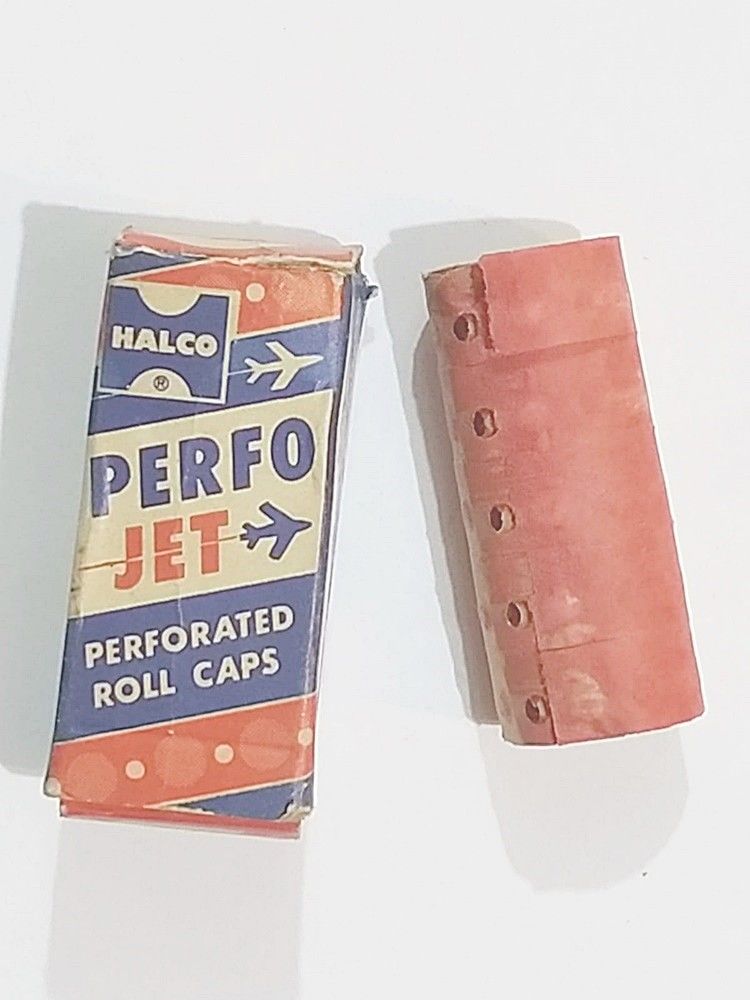 HALCO
®
PERFO
JET
PERFORATED
ROLL CAPS